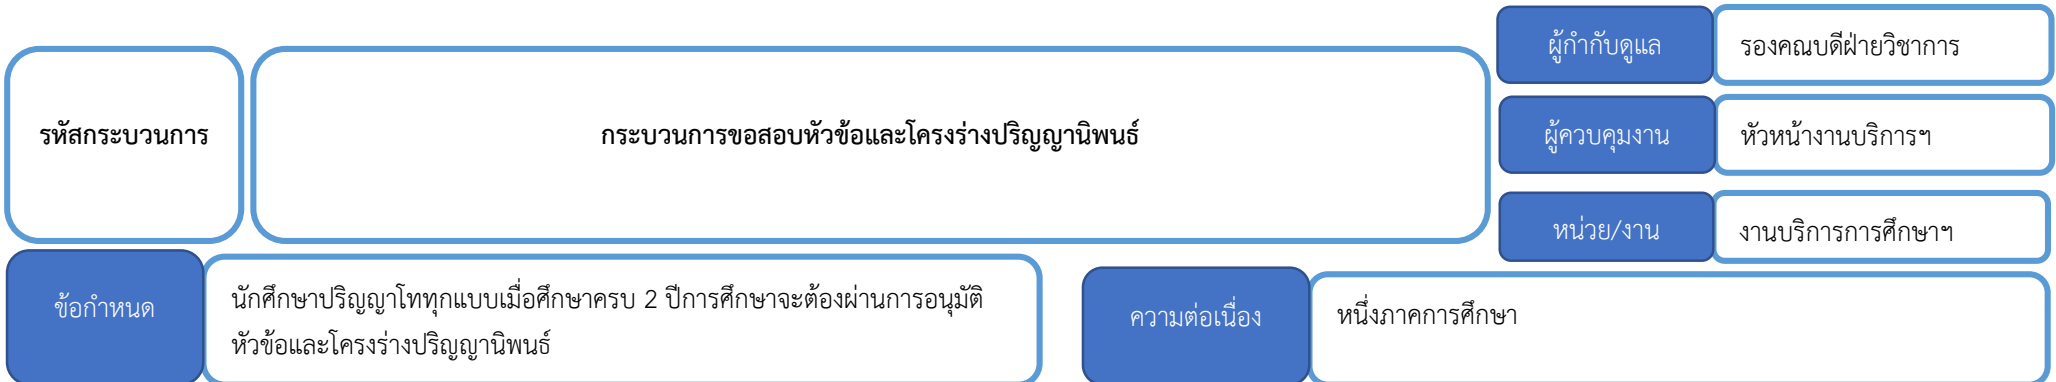 รหัสกระบวนการ
กระบวนการขอสอบหัวข้อและโครงร่างปริญญานิพนธ์
ผู้กำกับดูแล
รองคณบดีฝ่ายวิชาการ
ผู้ควบคุมงาน
หัวหน้างานบริการฯ
หน่วย/งาน
งานบริการการศึกษาฯ
ข้อกำหนด
นักศึกษาปริญญาโททุกแบบเมื่อศึกษาครบ 2 ปีการศึกษาจะต้องผ่านการอนุมัติ
หัวข้อและโครงร่างปริญญานิพนธ์
ความต่อเนื่อง
หนึ่งภาคการศึกษา